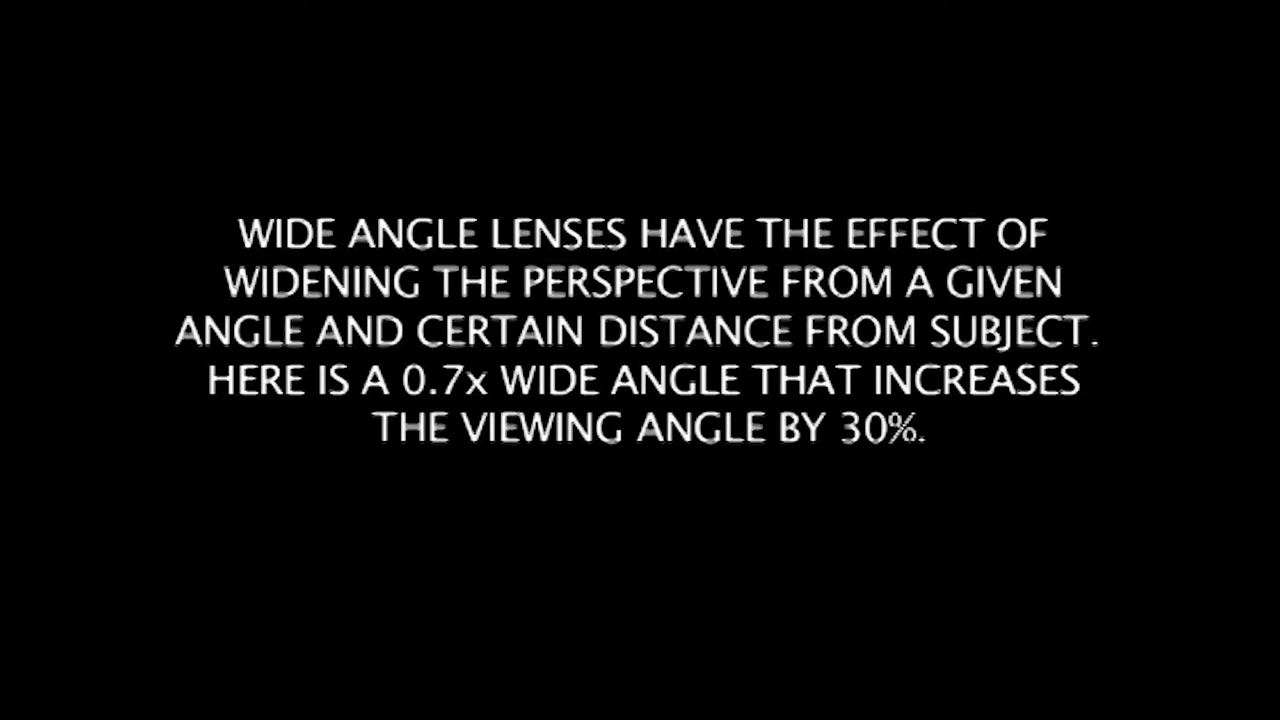 WIDE ANGLE LENSES HAVE THE EFFECT OF
WIDENING THE PERSPECTIVE FROM A GIVEN
ANGLE AND CERTAIN DISTANCE FROM SUBJECT.
HERE IS A 0.7x WIDE ANGLE THAT INCREASES
THE VIEWING ANGLE BY 30%.